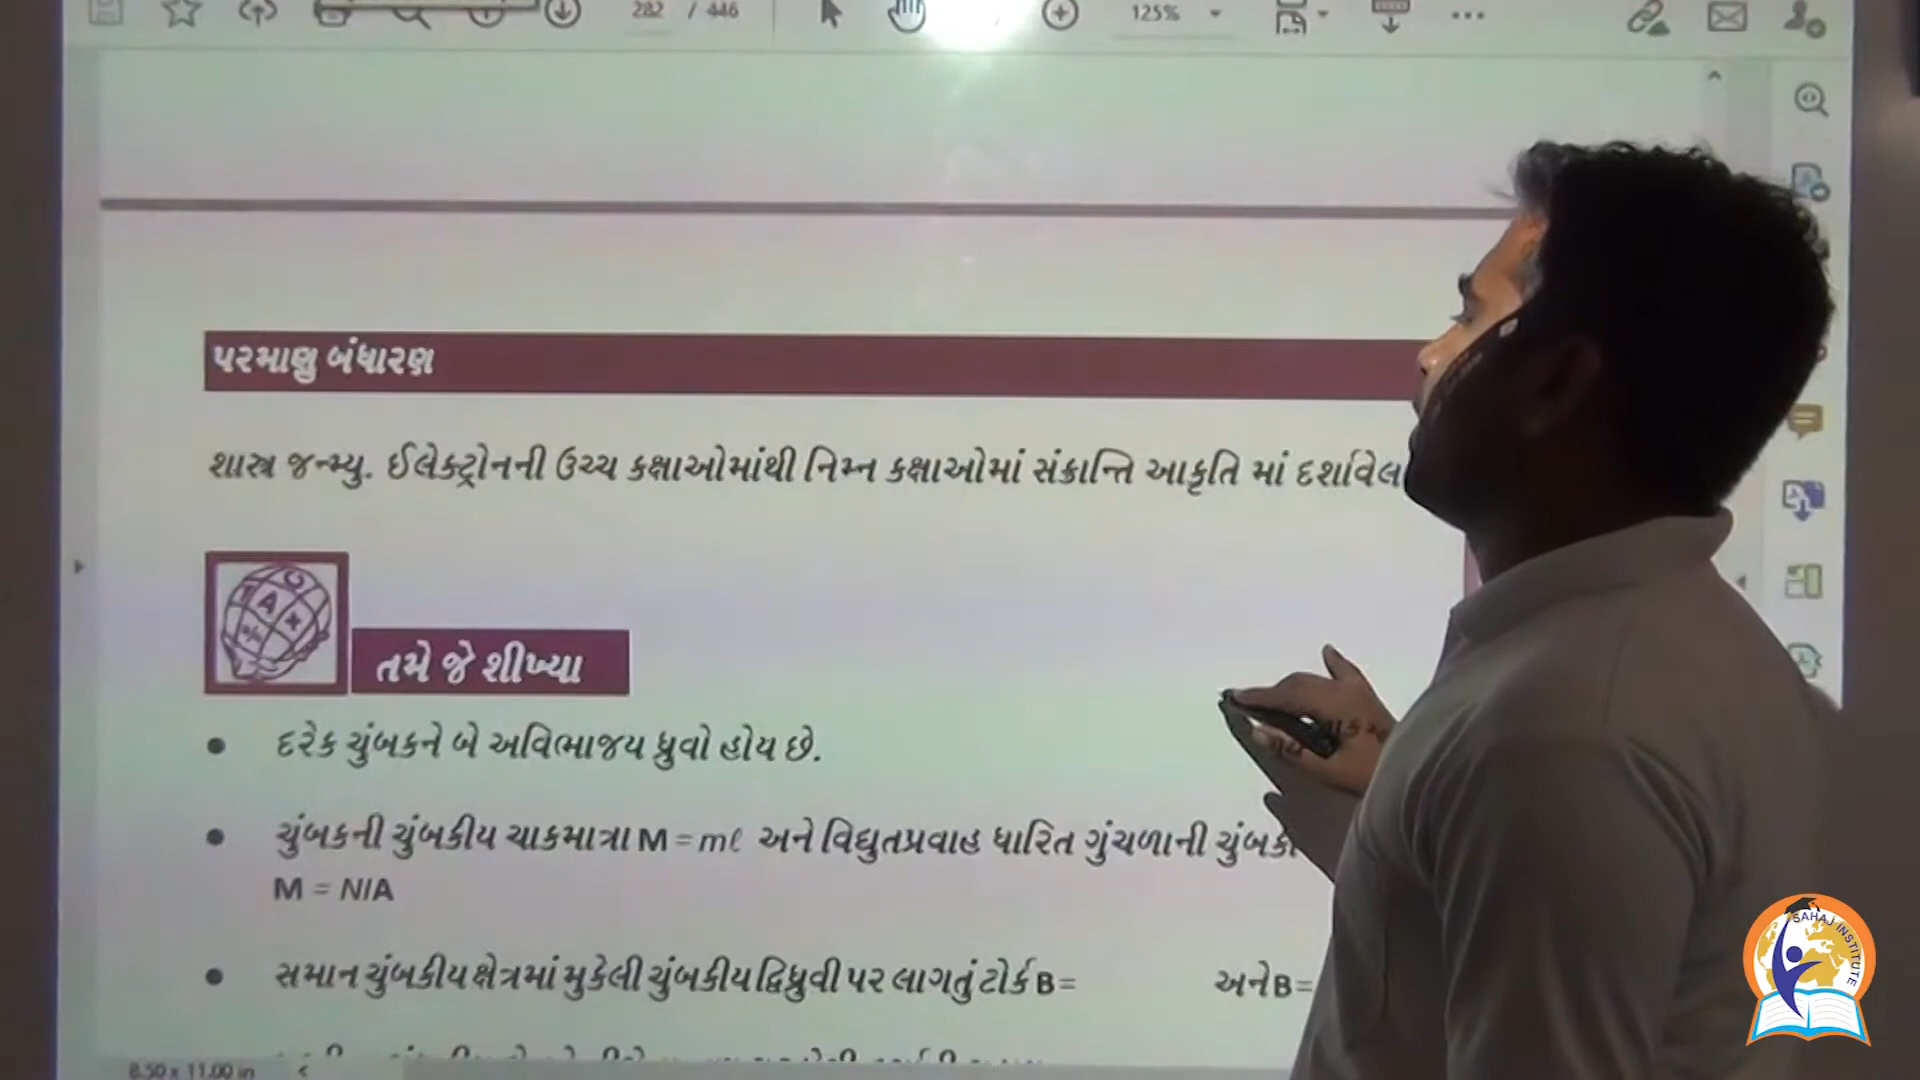 282 / 446
125%
પરમાણુ બંધારણ
શાસ્ત્ર જન્મ્યુ. ઈલેક્ટ્રોનની ઉચ્ચ કક્ષાઓમાંથી નિમ્ન કક્ષાઓમાં સંક્રાન્તિ આકૃતિ માં દર્શાવેલ
તમે જે શીખ્યા
દરેક ચુંબકને બે અવિભાજય ધ્રુવો હોય છે.
ચુંબકની ચુંબકીય ચાકમાત્રા M = mℓ અને વિદ્યુતપ્રવાહ ધારિત ગુંચળાની ચુંબકી
M = NIA
સમાન ચુંબકીય ક્ષેત્રમાં મુકેલી ચુંબકીય દ્વિધ્રુવી પર લાગતું ટોર્ક B = અને B =
8.50 x 11.00 in
SAHAJ INSTITUTE